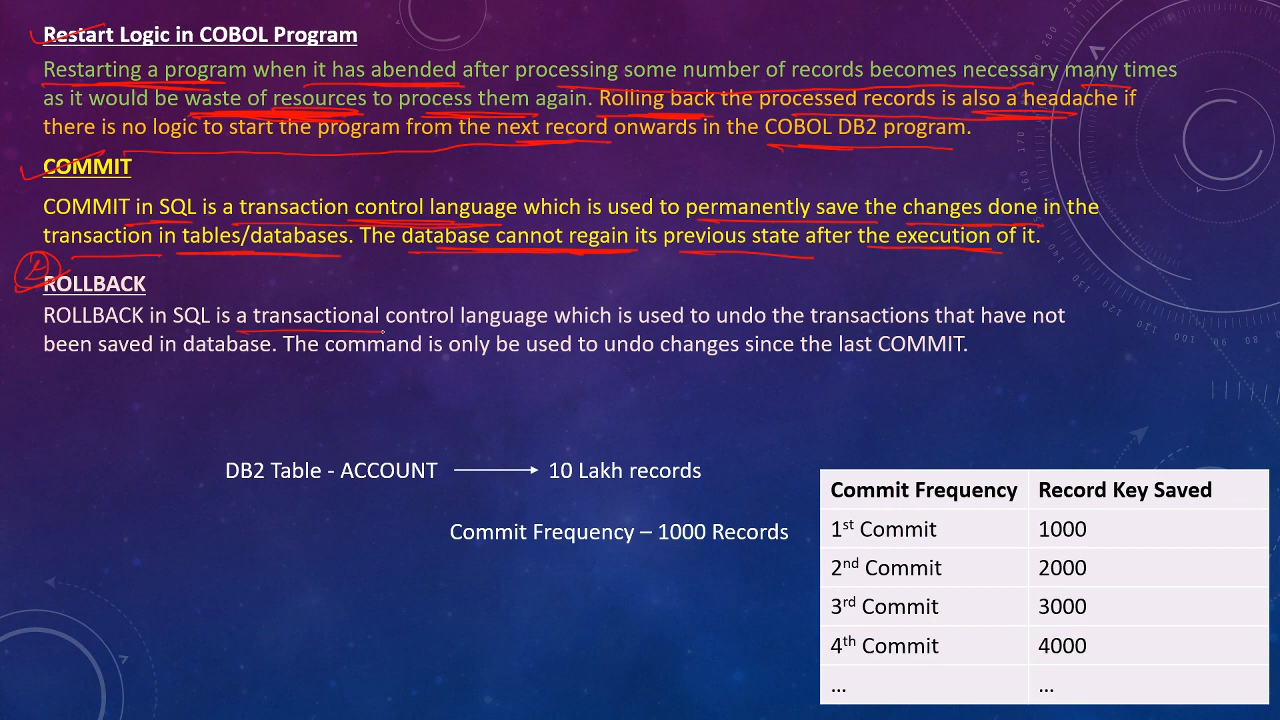 Restart Logic in COBOL Program
Restarting a program when it has abended after processing some number of records becomes necessary many times
as it would be waste of resources to process them again. Rolling back the processed records is also a headache if
there is no logic to start the program from the next record onwards in the COBOL DB2 program.
COMMIT
COMMIT in SQL is a transaction control language which is used to permanently save the changes done in the
transaction in tables/databases. The database cannot regain its previous state after the execution of it.
ROLLBACK
ROLLBACK in SQL is a transactional control language which is used to undo the transactions that have not
been saved in database. The command is only be used to undo changes since the last COMMIT.
DB2 Table - ACCOUNT 10 Lakh records
Commit Frequency – 1000 Records
Commit Frequency Record Key Saved
1st Commit 1000
2nd Commit 2000
3rd Commit 3000
4th Commit 4000
... ...